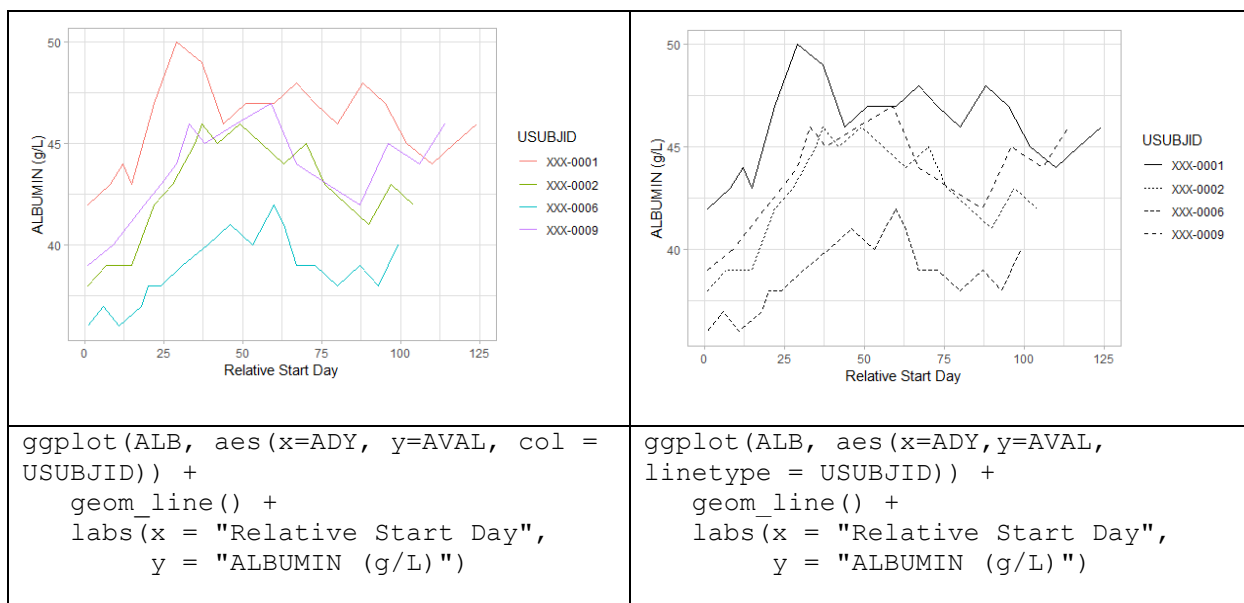 50
45
40
ALBUMIN (g/L)
0 25 50 75 100 125
Relative Start Day
USUBJID
XXX-0001
XXX-0002
XXX-0006
XXX-0009
50
45
40
ALBUMIN (g/L)
0 25 50 75 100 125
Relative Start Day
USUBJID
XXX-0001
XXX-0002
XXX-0006
XXX-0009
ggplot(ALB, aes(x=ADY, y=AVAL, col =
USUBJID)) +
geom_line() +
labs(x = "Relative Start Day",
y = "ALBUMIN (g/L)")
ggplot(ALB, aes(x=ADY,y=AVAL,
linetype = USUBJID)) +
geom_line() +
labs(x = "Relative Start Day",
y = "ALBUMIN (g/L)")